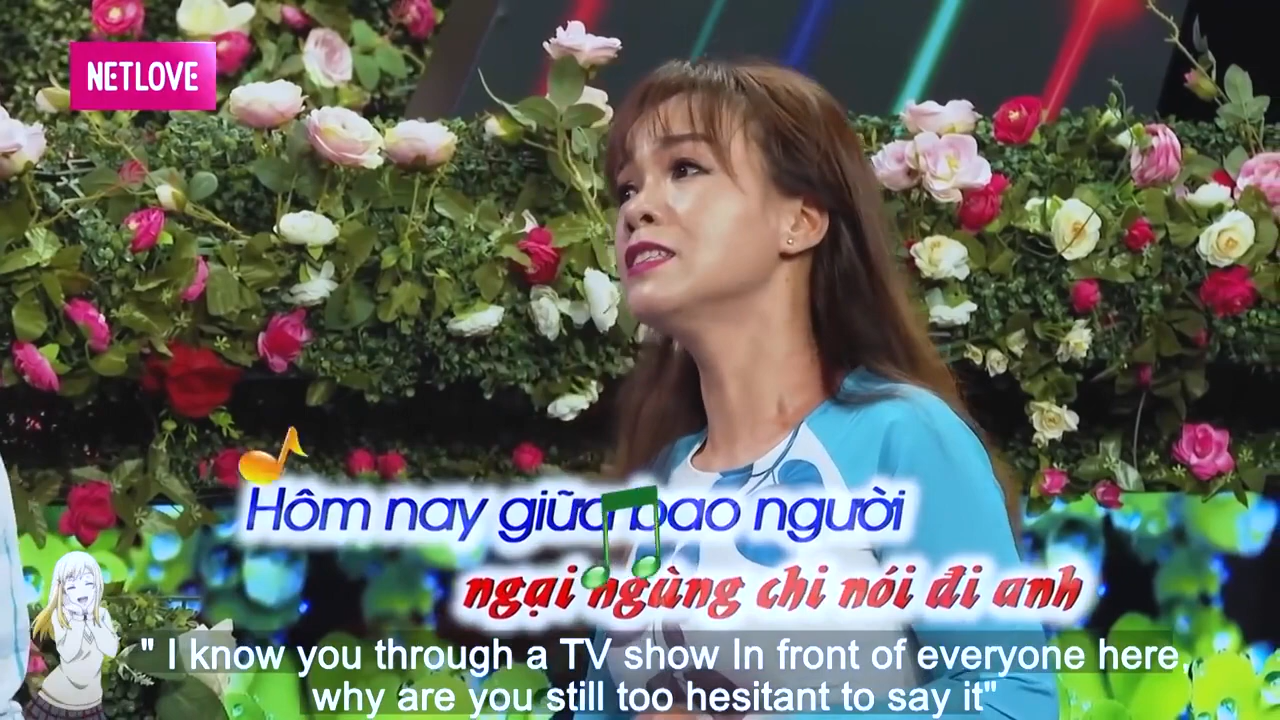 NETLOVE
Hôm nay giữa bao người
ngại ngùng chi nói đi anh
" I know you through a TV show In front of everyone here,
why are you still too hesitant to say it"